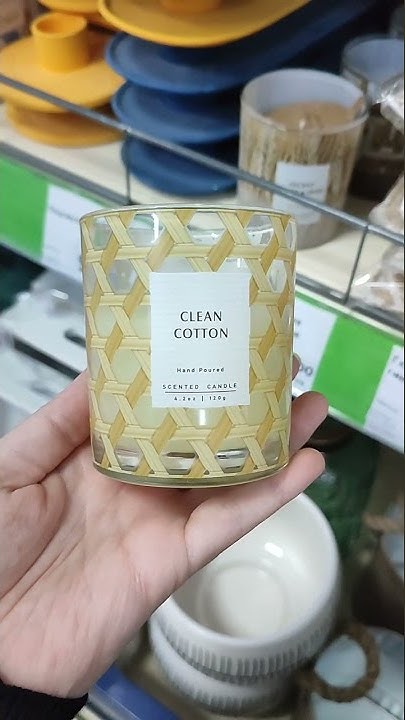 CLEAN
COTTON
Hand Poured
SCENTED CANDLE
4.2oz | 120g